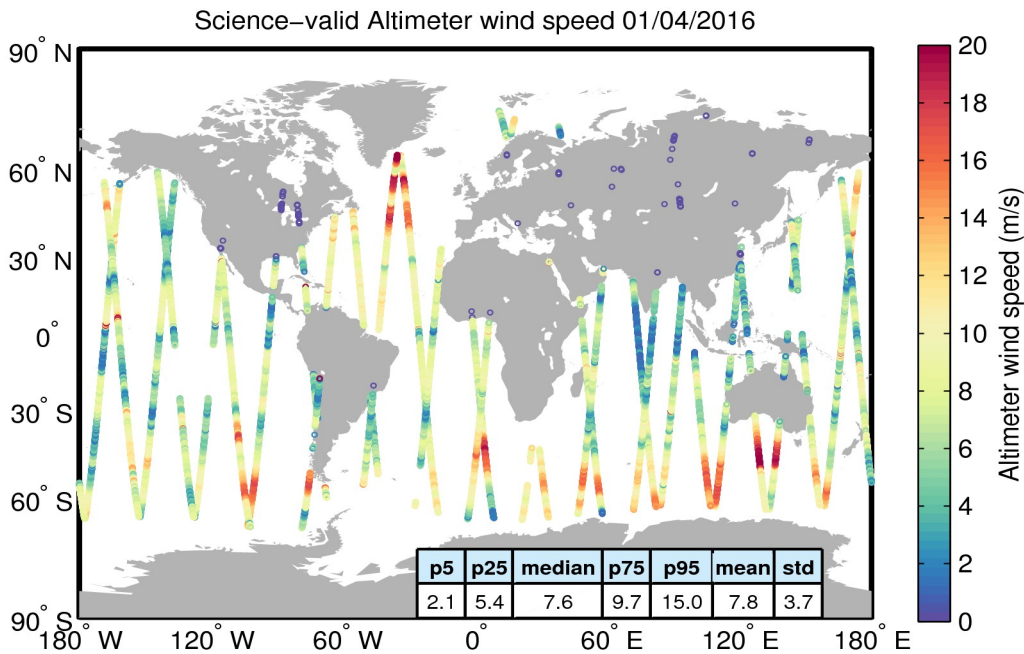 Science−valid Altimeter wind speed 01/04/2016
90° N
60° N
30° N
0°
30° S
60° S
90° S
180° W
120° W
60° W
0°
60° E
120° E
180° E
p5 p25 median p75 p95 mean std
2.1 5.4 7.6 9.7 15.0 7.8 3.7
20
18
16
14
12
10
8
6
4
2
0
Altimeter wind speed (m/s)